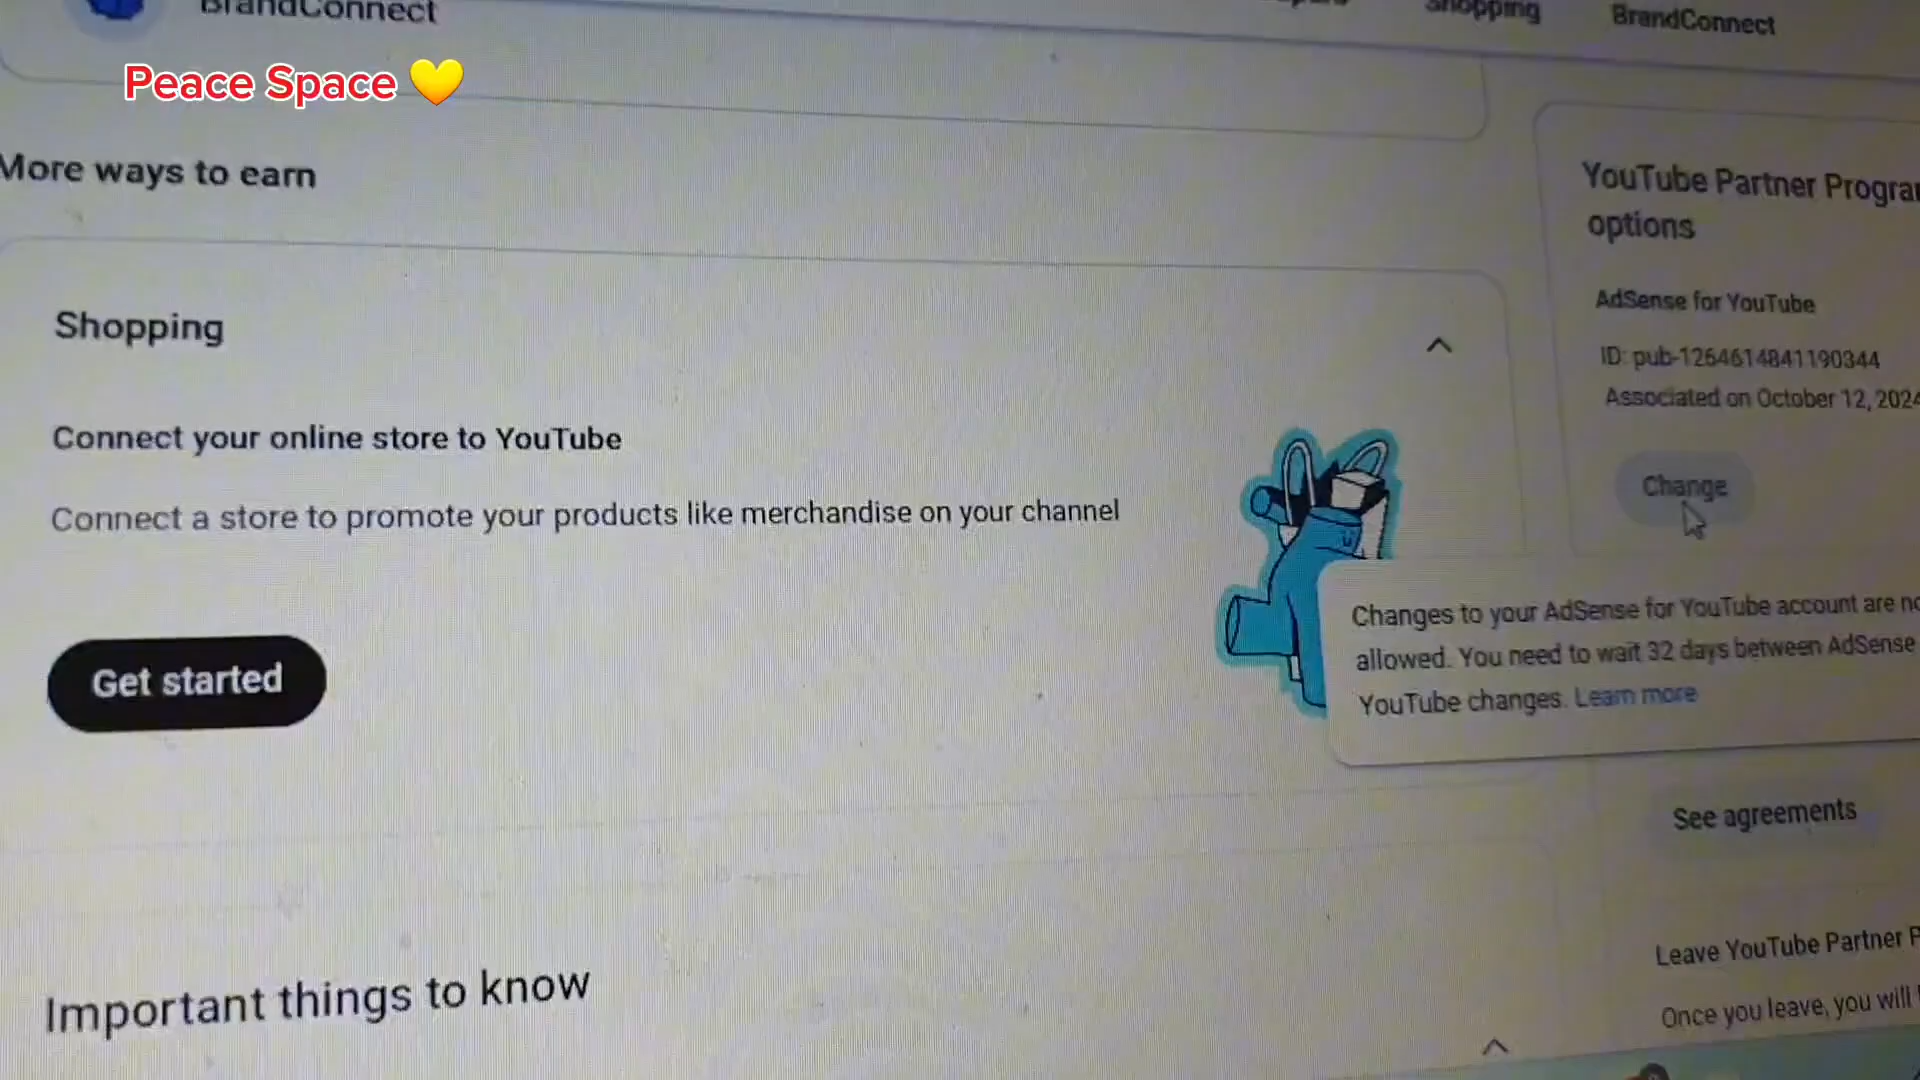 BrandConnect
Shopping
BrandConnect
Peace Space 💛
More ways to earn
Shopping
Connect your online store to YouTube
Connect a store to promote your products like merchandise on your channel
Get started
Important things to know
YouTube Partner Progra
options
AdSense for YouTube
ID: pub-1264614841190344
Associated on October 12, 2024
Change
Changes to your AdSense for YouTube account are no
allowed. You need to wait 32 days between AdSense
YouTube changes. Learn more
See agreements
Leave YouTube Partner P
Once you leave, you will